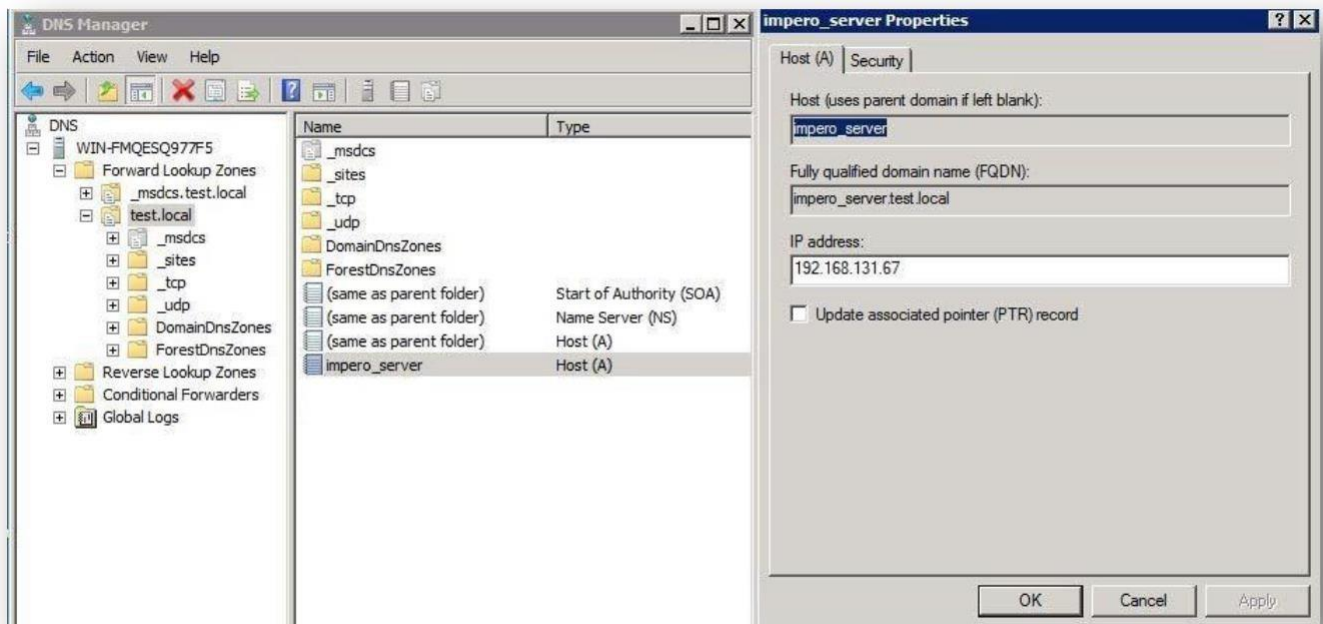 DNS Manager
File Action View Help
DNS
WIN-FMQESQ977F5
Forward Lookup Zones
_msdcs.test.local
test.local
_msdcs
_sites
_tcp
_udp
DomainDnsZones
ForestDnsZones
Reverse Lookup Zones
Conditional Forwarders
Global Logs
Name Type
_msdcs
_sites
_tcp
_udp
DomainDnsZones
ForestDnsZones
(same as parent folder) Start of Authority (SOA)
(same as parent folder) Name Server (NS)
(same as parent folder) Host (A)
impero_server Host (A)
impero_server Properties
Host (A) Security
Host (uses parent domain if left blank):
impero_server
Fully qualified domain name (FQDN):
impero_server.test.local
IP address:
192.168.131.67
Update associated pointer (PTR) record
OK Cancel Apply